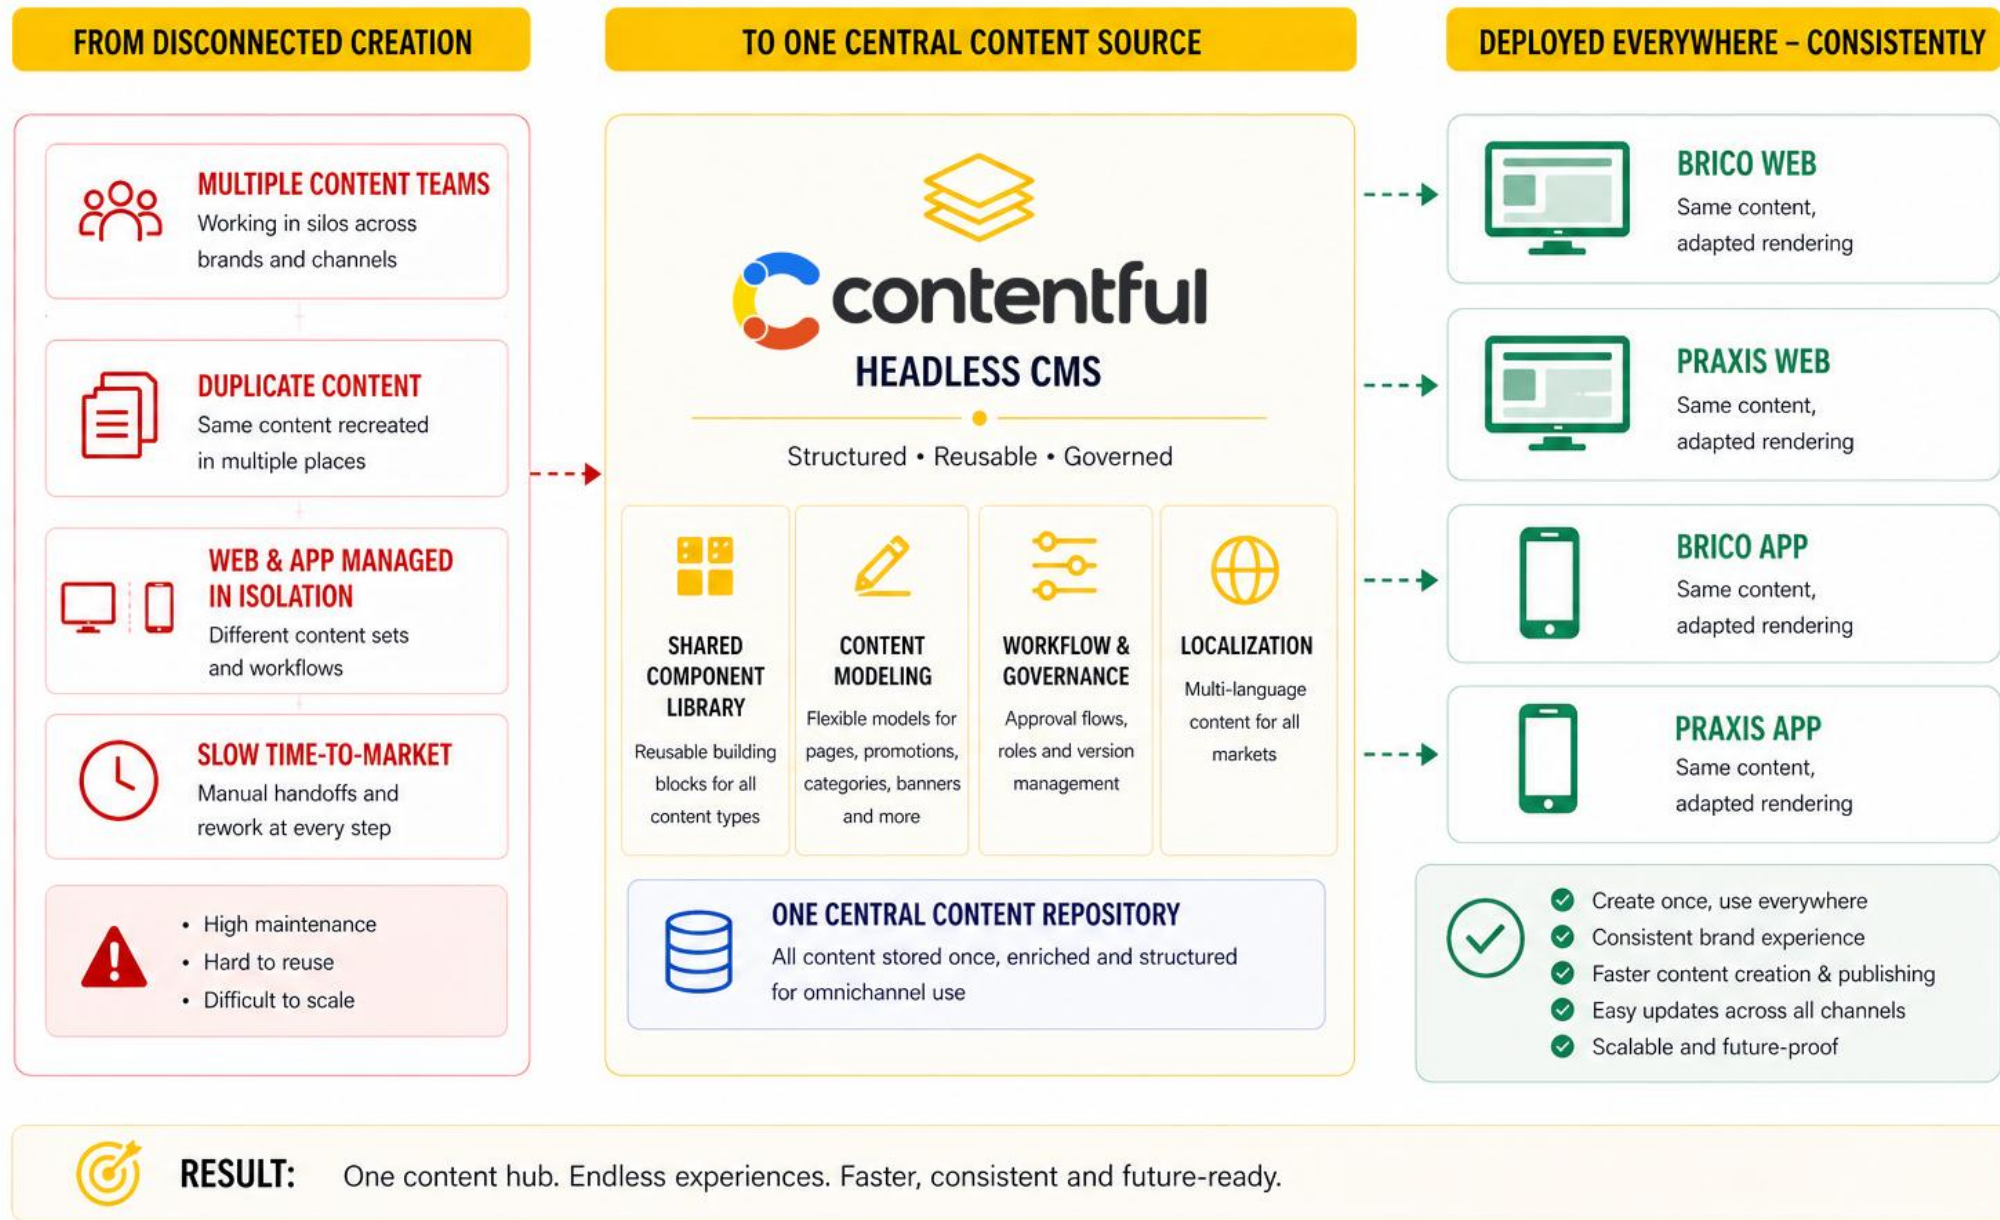 FROM DISCONNECTED CREATION
MULTIPLE CONTENT TEAMS
Working in silos across
brands and channels
DUPLICATE CONTENT
Same content recreated
in multiple places
WEB & APP MANAGED
IN ISOLATION
Different content sets
and workflows
SLOW TIME-TO-MARKET
Manual handoffs and
rework at every step
• High maintenance
• Hard to reuse
• Difficult to scale
TO ONE CENTRAL CONTENT SOURCE
contentful
HEADLESS CMS
Structured • Reusable • Governed
SHARED
COMPONENT
LIBRARY
Reusable building
blocks for all
content types
CONTENT
MODELING
Flexible models for
pages, promotions,
categories, banners
and more
WORKFLOW &
GOVERNANCE
Approval flows,
roles and version
management
LOCALIZATION
Multi-language
content for all
markets
ONE CENTRAL CONTENT REPOSITORY
All content stored once, enriched and structured
for omnichannel use
DEPLOYED EVERYWHERE – CONSISTENTLY
BRICO WEB
Same content,
adapted rendering
PRAXIS WEB
Same content,
adapted rendering
BRICO APP
Same content,
adapted rendering
PRAXIS APP
Same content,
adapted rendering
Create once, use everywhere
Consistent brand experience
Faster content creation & publishing
Easy updates across all channels
Scalable and future-proof
RESULT: One content hub. Endless experiences. Faster, consistent and future-ready.